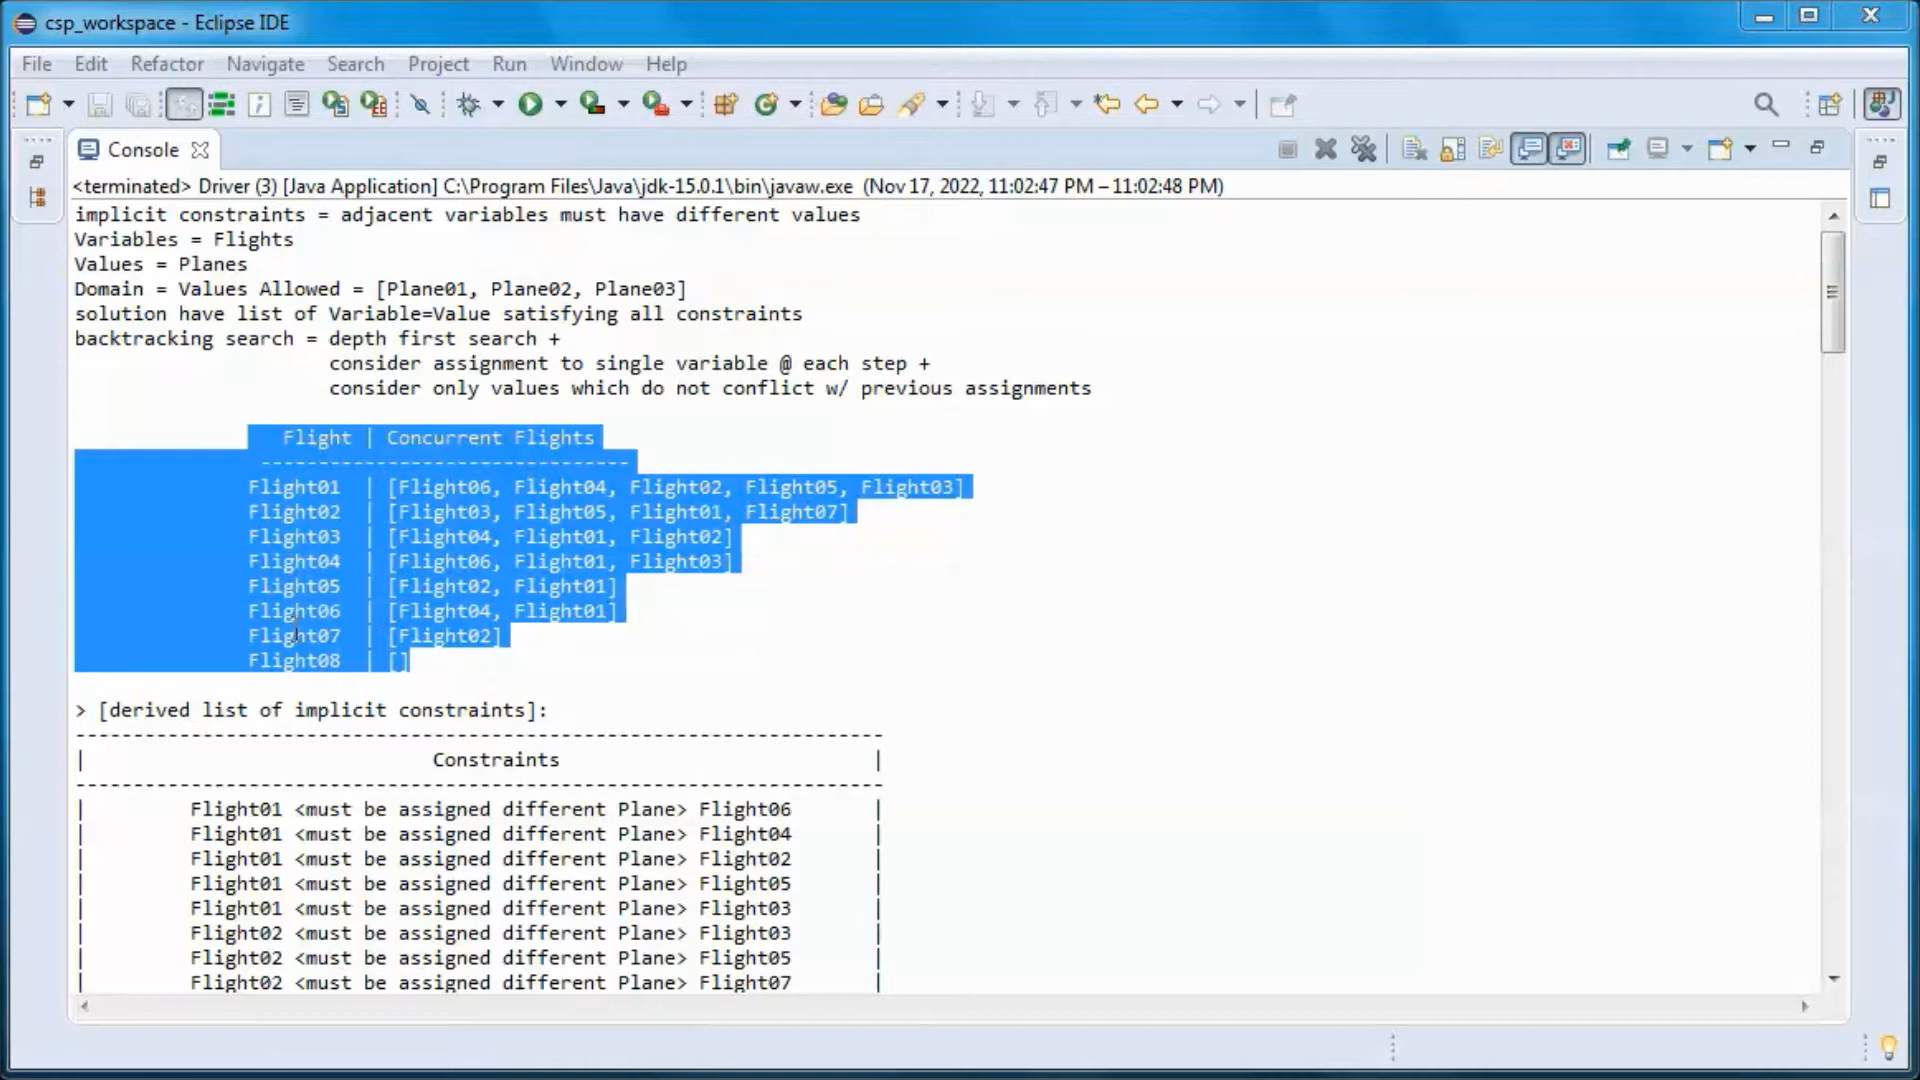 csp_workspace - Eclipse IDE
File Edit Refactor Navigate Search Project Run Window Help
Console
<terminated> Driver (3) [Java Application] C:\Program Files\Java\jdk-15.0.1\bin\javaw.exe (Nov 17, 2022, 11:02:47 PM – 11:02:48 PM)
implicit constraints = adjacent variables must have different values
Variables = Flights
Values = Planes
Domain = Values Allowed = [Plane01, Plane02, Plane03]
solution have list of Variable=Value satisfying all constraints
backtracking search = depth first search +
consider assignment to single variable @ each step +
consider only values which do not conflict w/ previous assignments
Flight | Concurrent Flights
--------------------------------
Flight01 | [Flight06, Flight04, Flight02, Flight05, Flight03]
Flight02 | [Flight03, Flight05, Flight01, Flight07]
Flight03 | [Flight04, Flight01, Flight02]
Flight04 | [Flight06, Flight01, Flight03]
Flight05 | [Flight02, Flight01]
Flight06 | [Flight04, Flight01]
Flight07 | [Flight02]
Flight08 | []
> [derived list of implicit constraints]:
----------------------------------------------------------------------
| Constraints |
----------------------------------------------------------------------
| Flight01 <must be assigned different Plane> Flight06 |
| Flight01 <must be assigned different Plane> Flight04 |
| Flight01 <must be assigned different Plane> Flight02 |
| Flight01 <must be assigned different Plane> Flight05 |
| Flight01 <must be assigned different Plane> Flight03 |
| Flight02 <must be assigned different Plane> Flight03 |
| Flight02 <must be assigned different Plane> Flight05 |
| Flight02 <must be assigned different Plane> Flight07 |